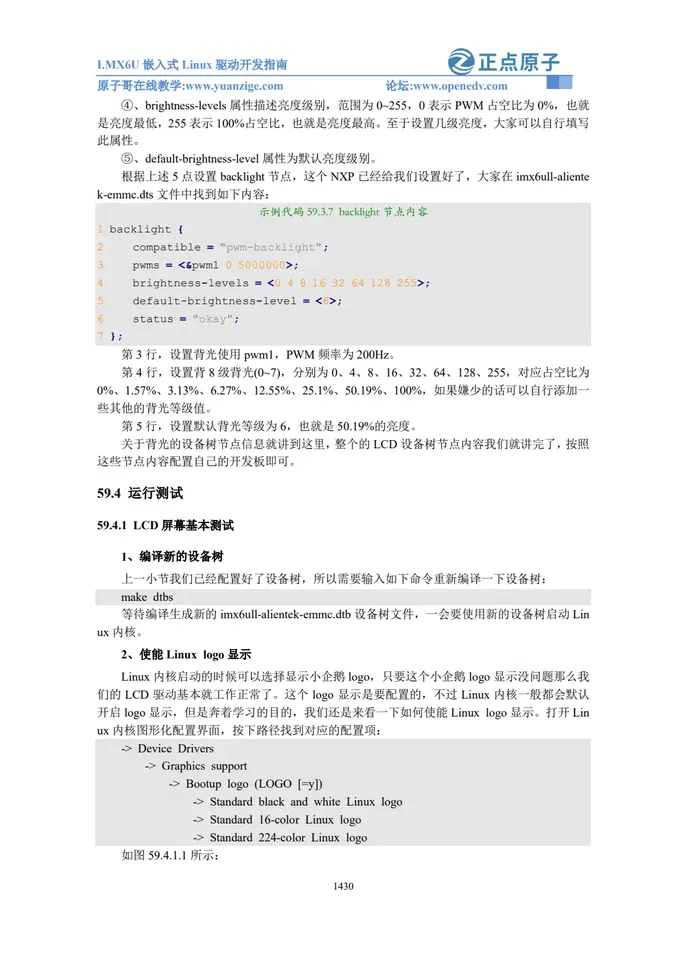 I.MX6U 嵌入式 Linux 驱动开发指南
正点原子
原子哥在线教学:www.yuanzige.com 论坛:www.openedv.com
④、brightness-levels 属性描述亮度级别，范围为 0~255，0 表示 PWM 占空比为 0%，也就
是亮度最低，255 表示 100%占空比，也就是亮度最高。至于设置几级亮度，大家可以自行填写
此属性。
⑤、default-brightness-level 属性为默认亮度级别。
根据上述 5 点设置 backlight 节点，这个 NXP 已经给我们设置好了，大家在 imx6ull-aliente
k-emmc.dts 文件中找到如下内容：
示例代码 59.3.7 backlight 节点内容
1 backlight {
2 compatible = "pwm-backlight";
3 pwms = <&pwm1 0 5000000>;
4 brightness-levels = <0 4 8 16 32 64 128 255>;
5 default-brightness-level = <6>;
6 status = "okay";
7 };
第 3 行，设置背光使用 pwm1，PWM 频率为 200Hz。
第 4 行，设置背 8 级背光(0~7)，分别为 0、4、8、16、32、64、128、255，对应占空比为
0%、1.57%、3.13%、6.27%、12.55%、25.1%、50.19%、100%，如果嫌少的话可以自行添加一
些其他的背光等级值。
第 5 行，设置默认背光等级为 6，也就是 50.19%的亮度。
关于背光的设备树节点信息就讲到这里，整个的 LCD 设备树节点内容我们就讲完了，按照
这些节点内容配置自己的开发板即可。
59.4 运行测试
59.4.1 LCD 屏幕基本测试
1、编译新的设备树
上一小节我们已经配置好了设备树，所以需要输入如下命令重新编译一下设备树：
make dtbs
等待编译生成新的 imx6ull-alientek-emmc.dtb 设备树文件，一会要使用新的设备树启动 Lin
ux 内核。
2、使能 Linux logo 显示
Linux 内核启动的时候可以选择显示小企鹅 logo，只要这个小企鹅 logo 显示没问题那么我
们的 LCD 驱动基本就工作正常了。这个 logo 显示是要配置的，不过 Linux 内核一般都会默认
开启 logo 显示，但是奔着学习的目的，我们还是来看一下如何使能 Linux logo 显示。打开 Lin
ux 内核图形化配置界面，按下路径找到对应的配置项：
-> Device Drivers
-> Graphics support
-> Bootup logo (LOGO [=y])
-> Standard black and white Linux logo
-> Standard 16-color Linux logo
-> Standard 224-color Linux logo
如图 59.4.1.1 所示：
1430